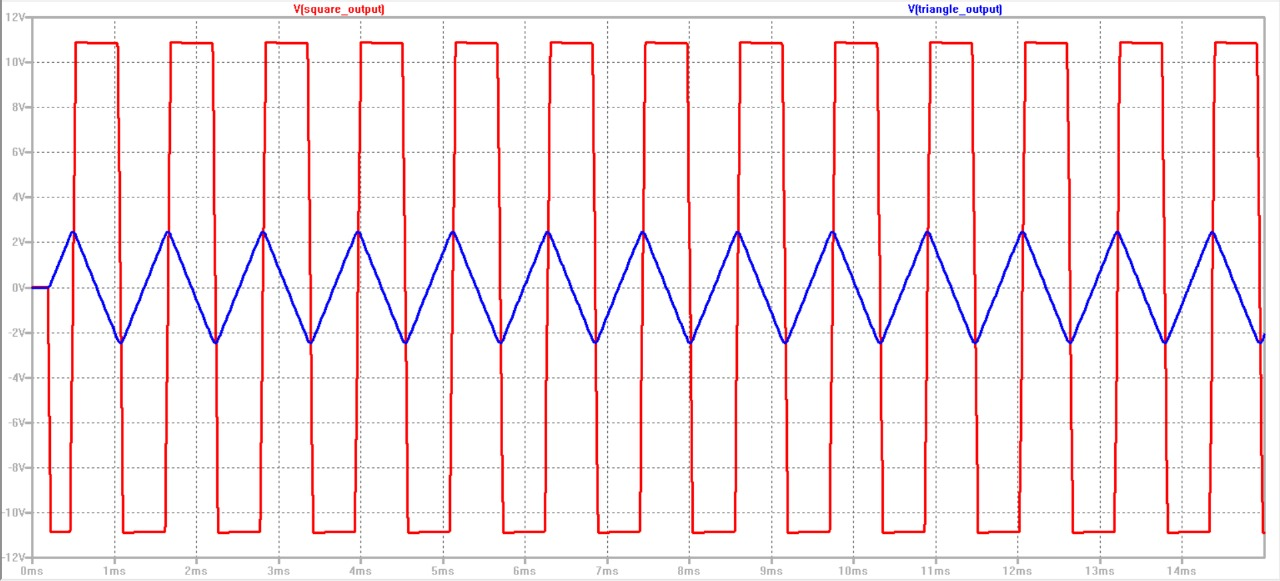 V(square_output) V(triangle_output)
12V
10V
8V
6V
4V
2V
0V
-2V
-4V
-6V
-8V
-10V
-12V
0ms 1ms 2ms 3ms 4ms 5ms 6ms 7ms 8ms 9ms 10ms 11ms 12ms 13ms 14ms